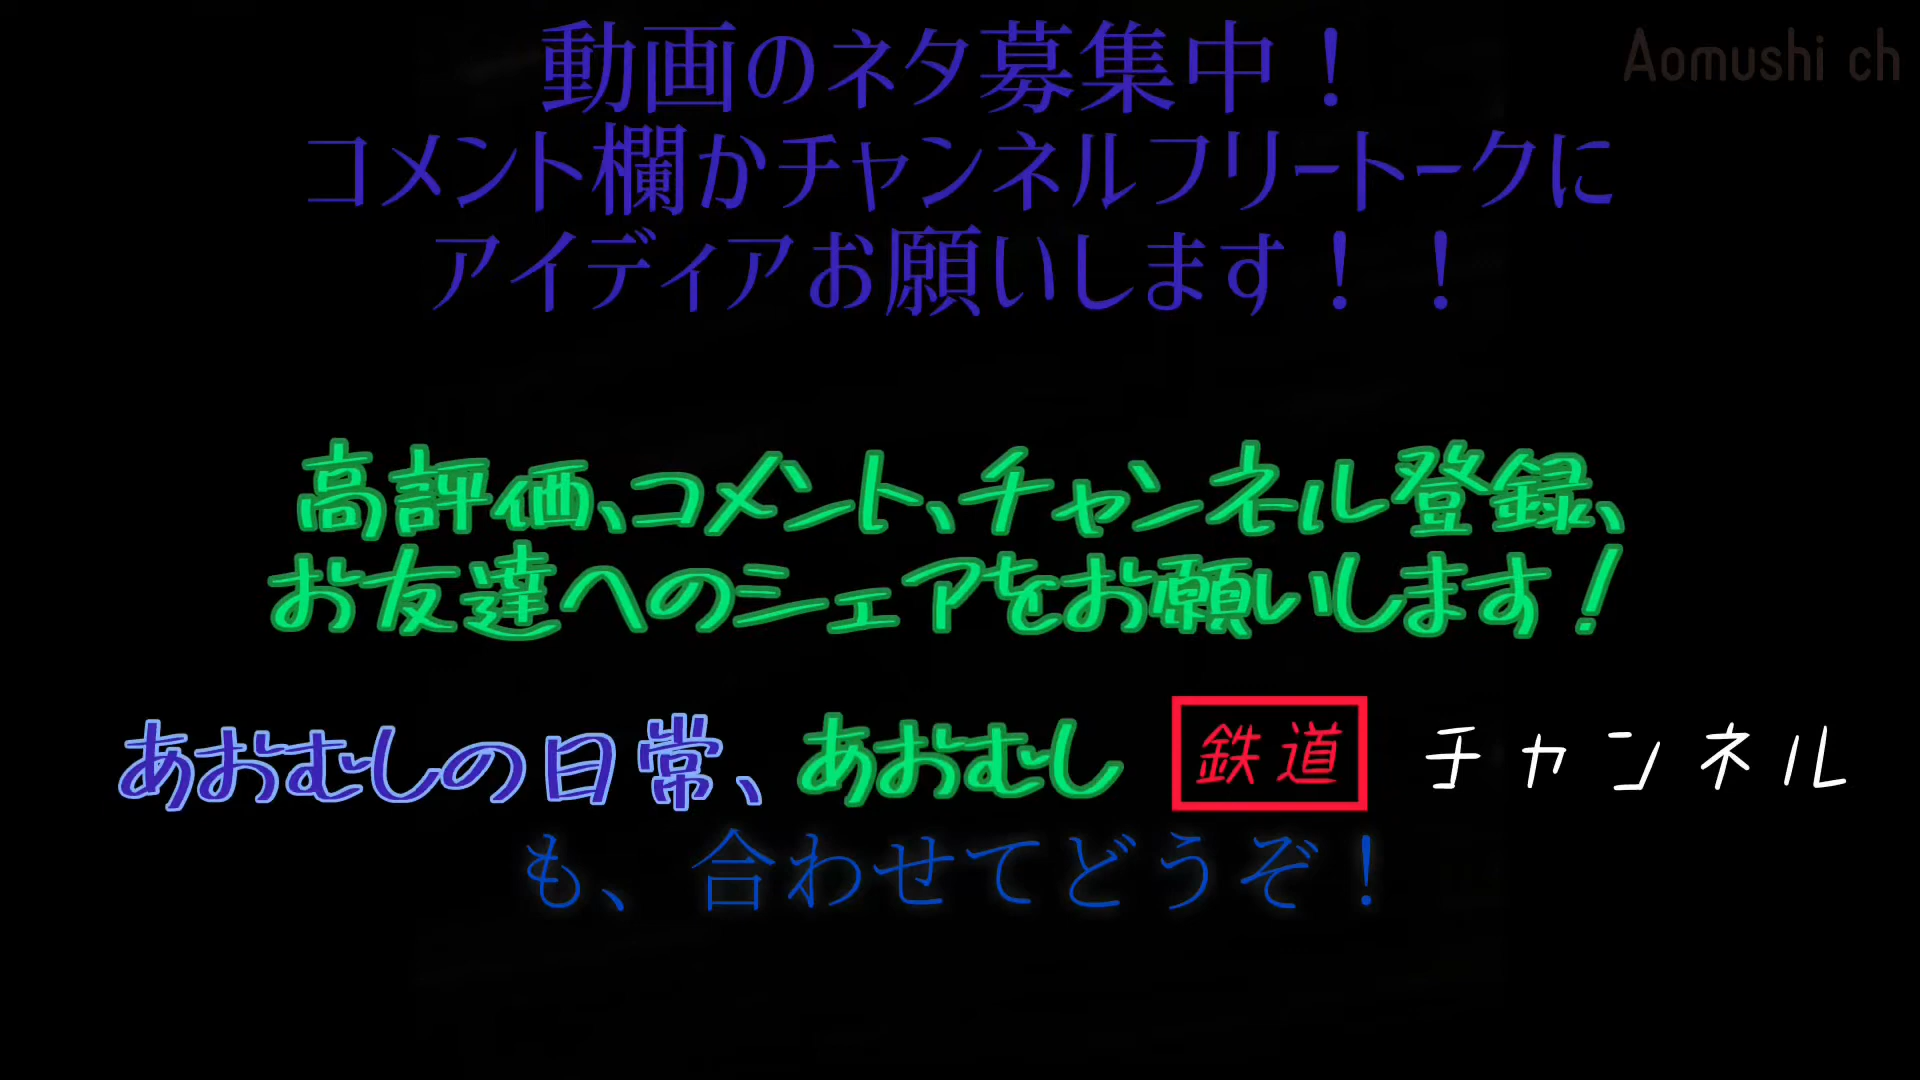 Aomushi ch
動画のネタ募集中！
コメント欄かチャンネルフリートークに
アイディアお願いします！！
高評価、コメント、チャンネル登録、
お友達へのシェアをお願いします！
あおむしの日常、あおむし 鉄道 チャンネル
も、合わせてどうぞ！